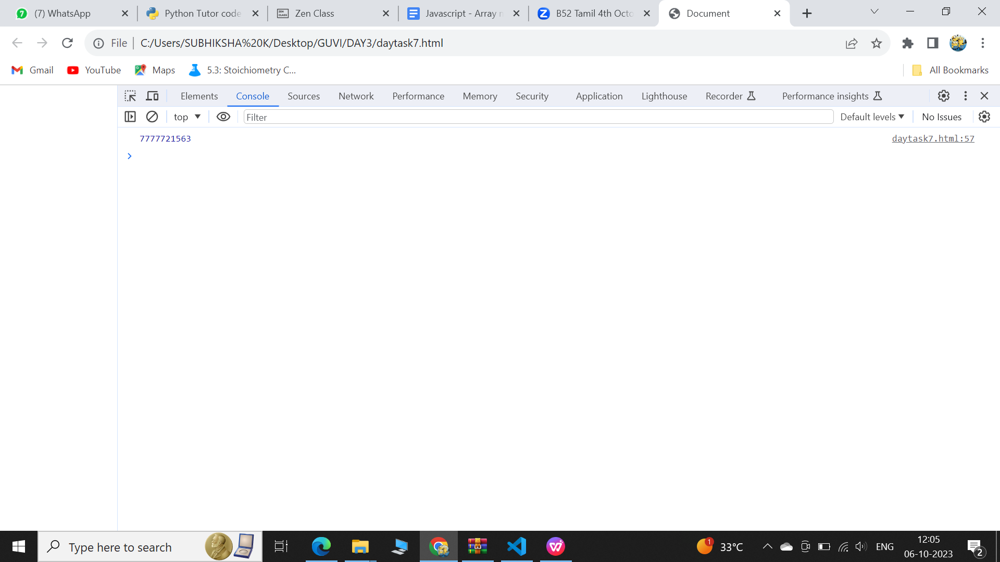 (7) WhatsApp
Python Tutor code
Zen Class
Javascript - Array n
B52 Tamil 4th Octo
Document
File
C:/Users/SUBHIKSHA%20K/Desktop/GUVI/DAY3/daytask7.html
Gmail
YouTube
Maps
5.3: Stoichiometry C...
All Bookmarks
Elements
Console
Sources
Network
Performance
Memory
Security
Application
Lighthouse
Recorder
Performance insights
top
Filter
Default levels
No Issues
7777721563
daytask7.html:57
Type here to search
1
33°C
ENG
12:05
06-10-2023
2